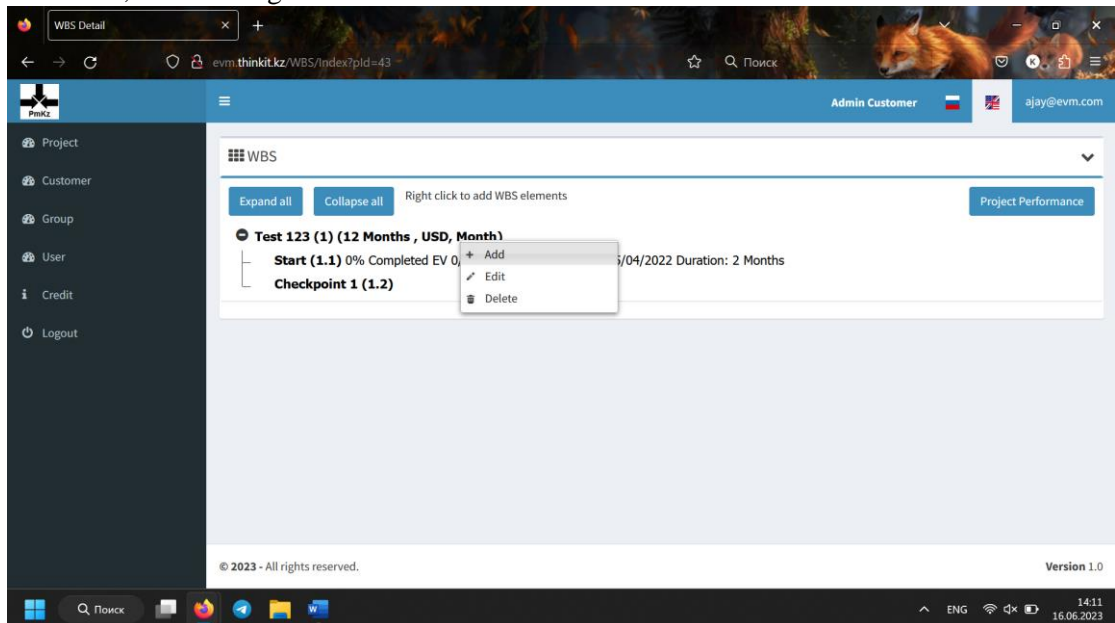 WBS Detail
evm.thinkit.kz/WBS/Index?pId=43
Поиск
PmKz
Admin Customer
ajay@evm.com
Project
Customer
Group
User
Credit
Logout
WBS
Expand all
Collapse all
Right click to add WBS elements
Project Performance
Test 123 (1) (12 Months , USD, Month)
Start (1.1) 0% Completed EV 0/04/2022 Duration: 2 Months
Checkpoint 1 (1.2)
Add
Edit
Delete
© 2023 - All rights reserved.
Version 1.0
Поиск
ENG
14:11
16.06.2023